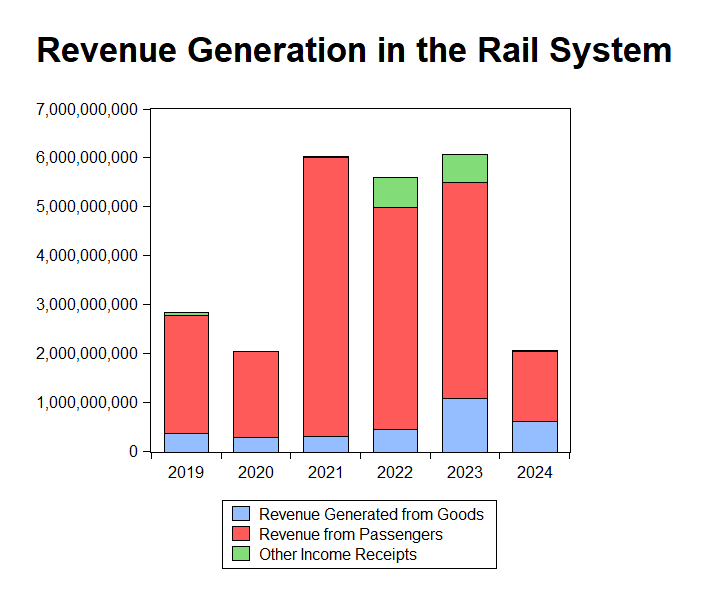 Revenue Generation in the Rail System
7,000,000,000
6,000,000,000
5,000,000,000
4,000,000,000
3,000,000,000
2,000,000,000
1,000,000,000
0
2019 2020 2021 2022 2023 2024
Revenue Generated from Goods
Revenue from Passengers
Other Income Receipts